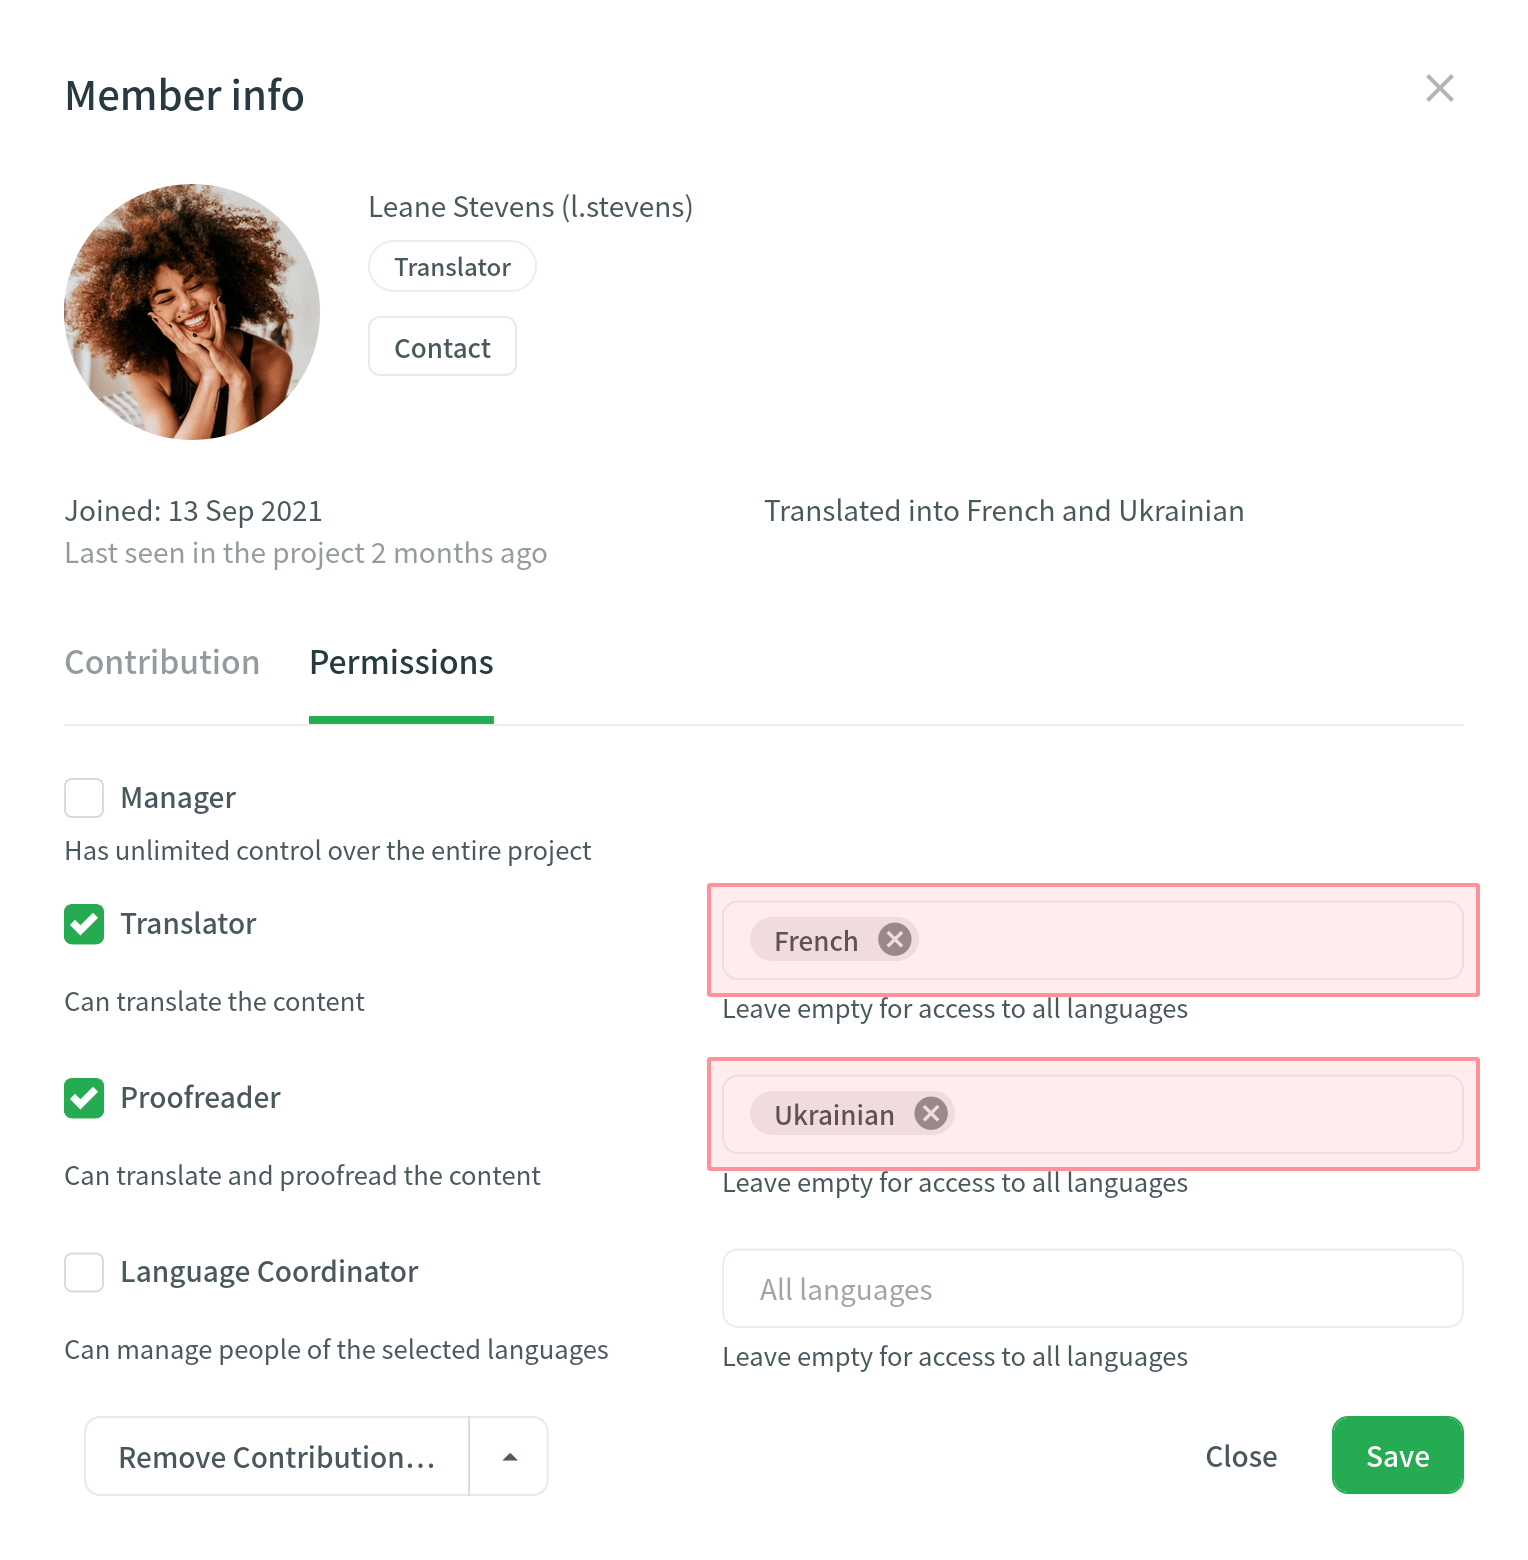 Member info
Leane Stevens (l.stevens)
Translator
Contact
Joined: 13 Sep 2021
Translated into French and Ukrainian
Last seen in the project 2 months ago
Contribution
Permissions
Manager
Has unlimited control over the entire project
Translator
French
Can translate the content
Leave empty for access to all languages
Proofreader
Ukrainian
Can translate and proofread the content
Leave empty for access to all languages
Language Coordinator
All languages
Can manage people of the selected languages
Leave empty for access to all languages
Remove Contribution...
Close
Save